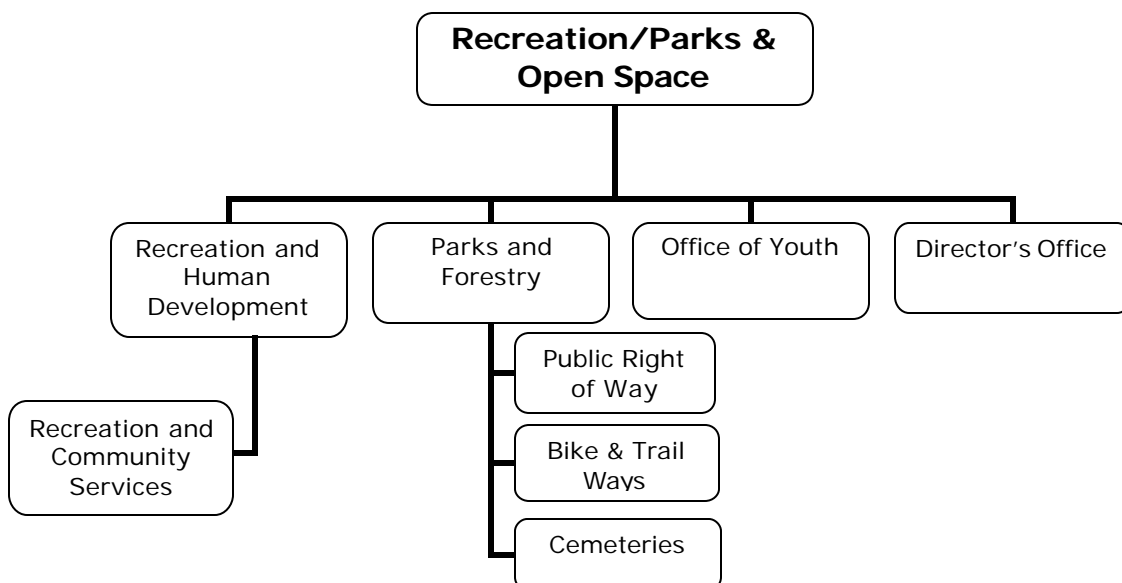 Recreation/Parks &
Open Space
Recreation and
Human
Development
Parks and
Forestry
Office of Youth
Director's Office
Public Right
of Way
Bike & Trail
Ways
Cemeteries
Recreation and
Community
Services